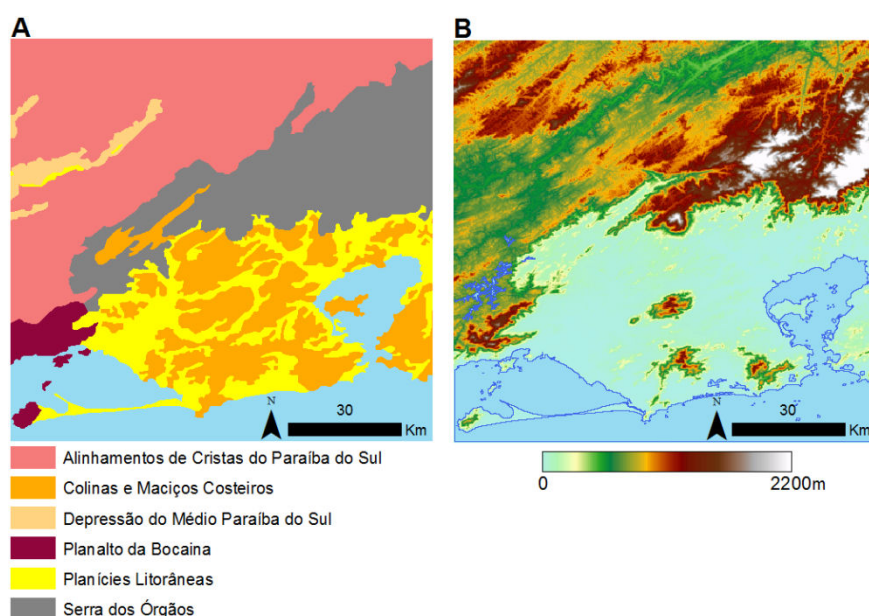 A
B
N
30
Km
N
30
Km
Alinhamentos de Cristas do Paraíba do Sul
Colinas e Maciços Costeiros
Depressão do Médio Paraíba do Sul
Planalto da Bocaina
Planícies Litorâneas
Serra dos Órgãos
0
2200m